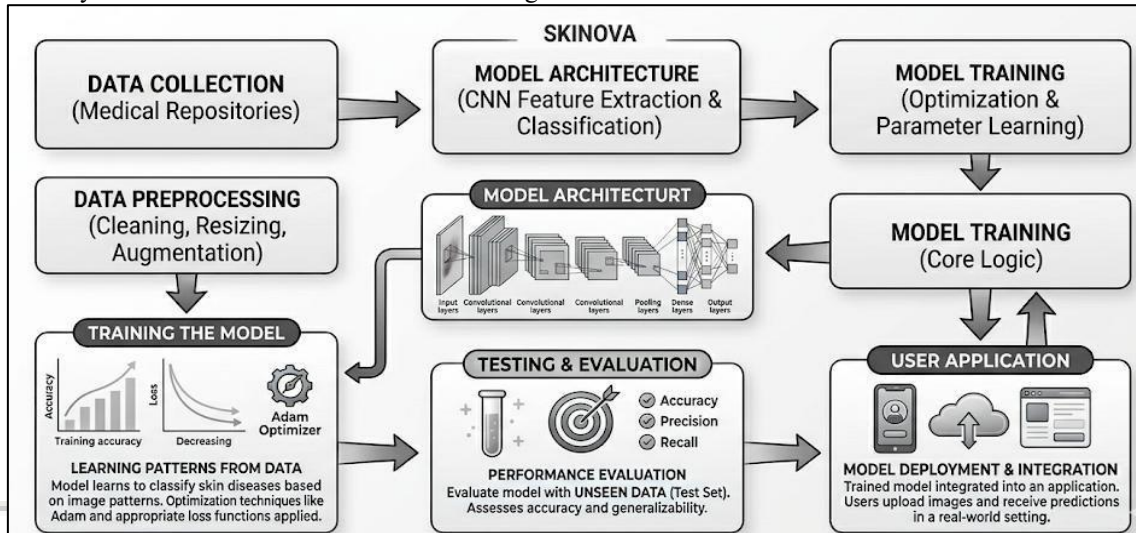 SKINOVA
DATA COLLECTION
(Medical Repositories)
MODEL ARCHITECTURE
(CNN Feature Extraction &
Classification)
MODEL TRAINING
(Optimization &
Parameter Learning)
DATA PREPROCESSING
(Cleaning, Resizing,
Augmentation)
MODEL ARCHITECTURT
Input
layers
Convolutional
layers
Convolutional
layers
Convolutional
layers
Pooling
layers
Dense
layers
Output
layers
MODEL TRAINING
(Core Logic)
TRAINING THE MODEL
Accuracy
Training accuracy
Loss
Decreasing
Adam
Optimizer
LEARNING PATTERNS FROM DATA
Model learns to classify skin diseases based
on image patterns. Optimization techniques like
Adam and appropriate loss functions applied.
TESTING & EVALUATION
Accuracy
Precision
Recall
PERFORMANCE EVALUATION
Evaluate model with UNSEEN DATA (Test Set).
Assesses accuracy and generalizability.
USER APPLICATION
MODEL DEPLOYMENT & INTEGRATION
Trained model integrated into an application.
Users upload images and receive predictions
in a real-world setting.